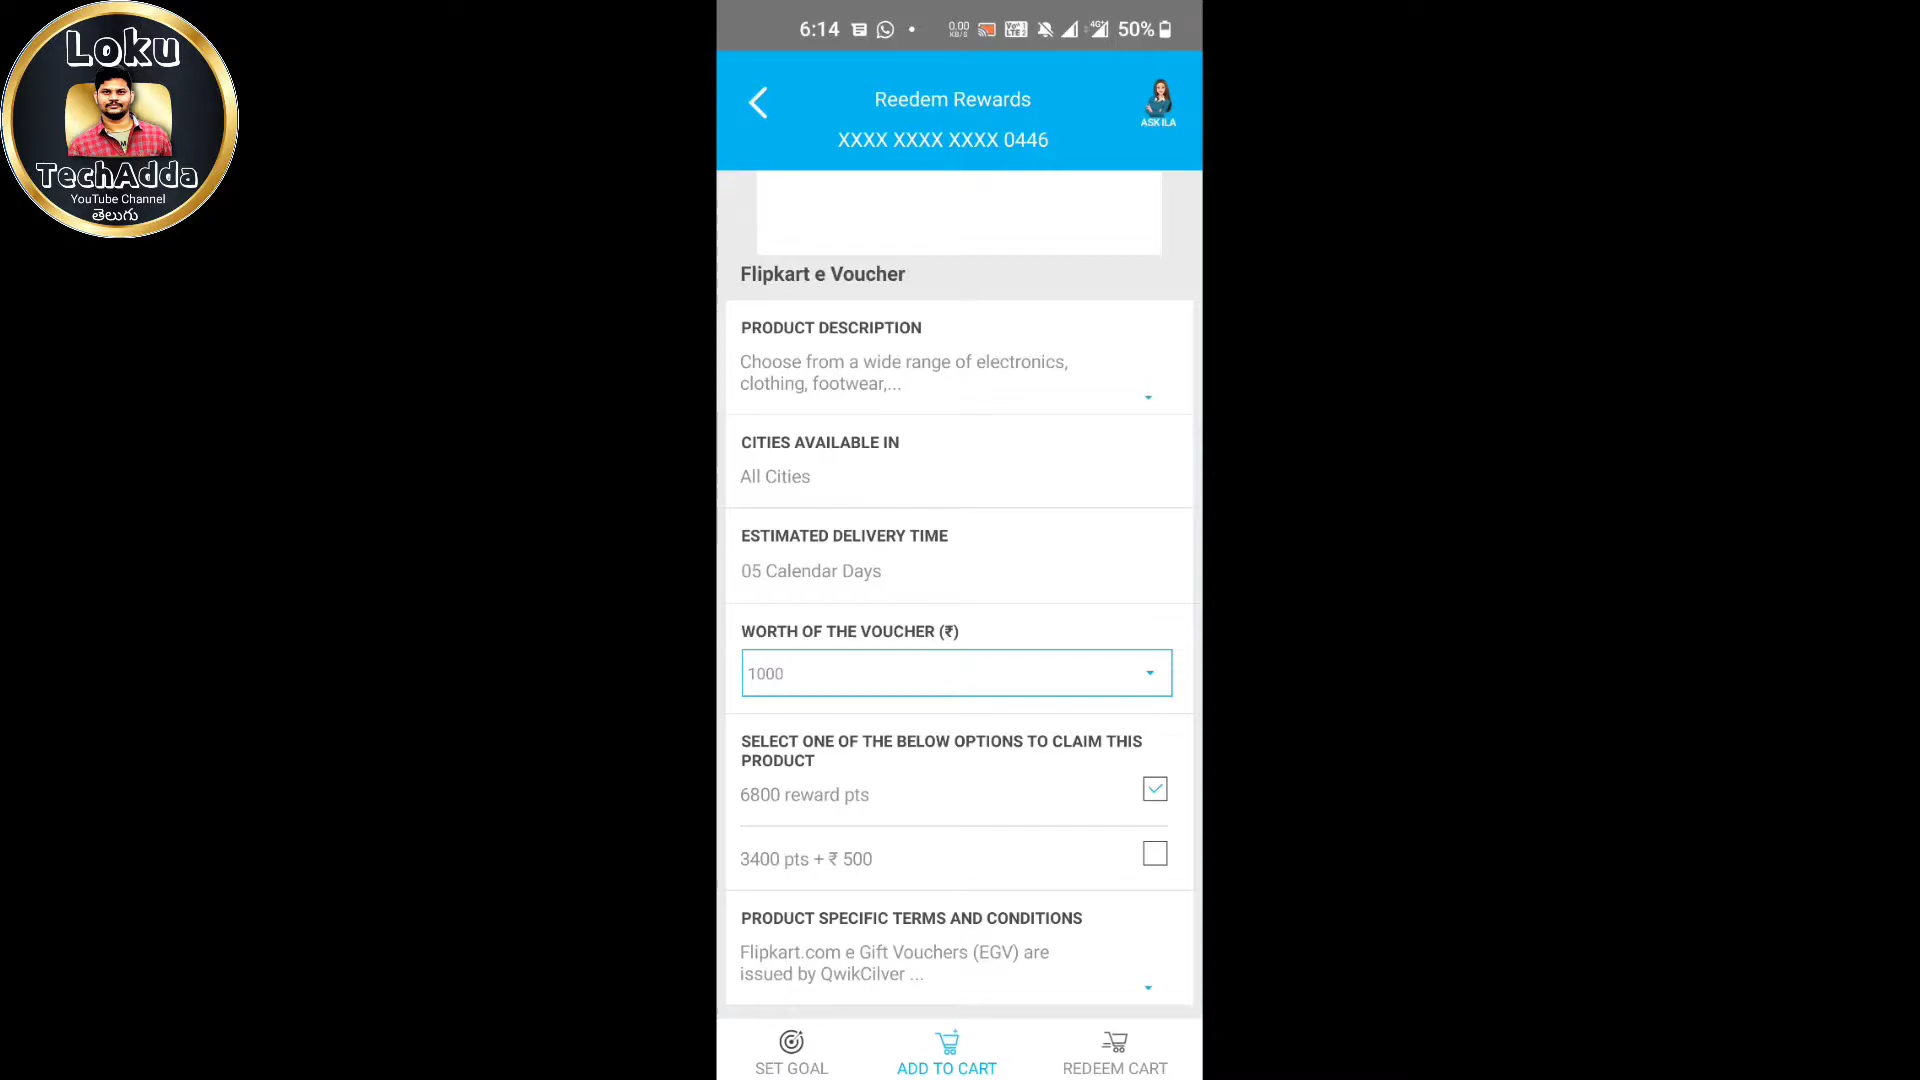 Loku
TechAdda
YouTube Channel
తెలుగు
6:14
0.00
KB/S
4G+
50%
Reedem Rewards
XXXX XXXX XXXX 0446
ASK ILA
Flipkart e Voucher
PRODUCT DESCRIPTION
Choose from a wide range of electronics,
clothing, footwear,...
CITIES AVAILABLE IN
All Cities
ESTIMATED DELIVERY TIME
05 Calendar Days
WORTH OF THE VOUCHER (₹)
1000
SELECT ONE OF THE BELOW OPTIONS TO CLAIM THIS
PRODUCT
6800 reward pts
3400 pts + ₹ 500
PRODUCT SPECIFIC TERMS AND CONDITIONS
Flipkart.com e Gift Vouchers (EGV) are
issued by QwikCilver ...
SET GOAL
ADD TO CART
REDEEM CART